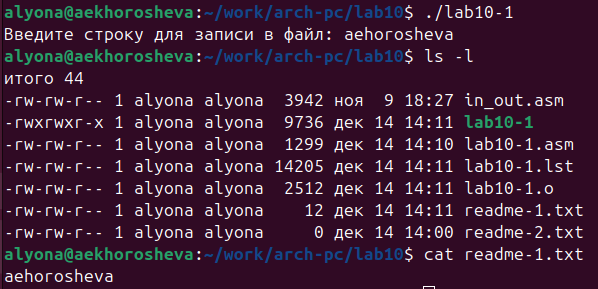 alyona@aekhorosheva:~/work/arch-pc/lab10$ ./lab10-1
Введите строку для записи в файл: aehorosheva
alyona@aekhorosheva:~/work/arch-pc/lab10$ ls -l
итого 44
-rw-rw-r-- 1 alyona alyona  3942 ноя  9 18:27 in_out.asm
-rwxrwxr-x 1 alyona alyona  9736 дек 14 14:11 lab10-1
-rw-rw-r-- 1 alyona alyona  1299 дек 14 14:10 lab10-1.asm
-rw-rw-r-- 1 alyona alyona 14205 дек 14 14:11 lab10-1.lst
-rw-rw-r-- 1 alyona alyona  2512 дек 14 14:11 lab10-1.o
-rw-rw-r-- 1 alyona alyona    12 дек 14 14:11 readme-1.txt
-rw-rw-r-- 1 alyona alyona     0 дек 14 14:00 readme-2.txt
alyona@aekhorosheva:~/work/arch-pc/lab10$ cat readme-1.txt
aehorosheva